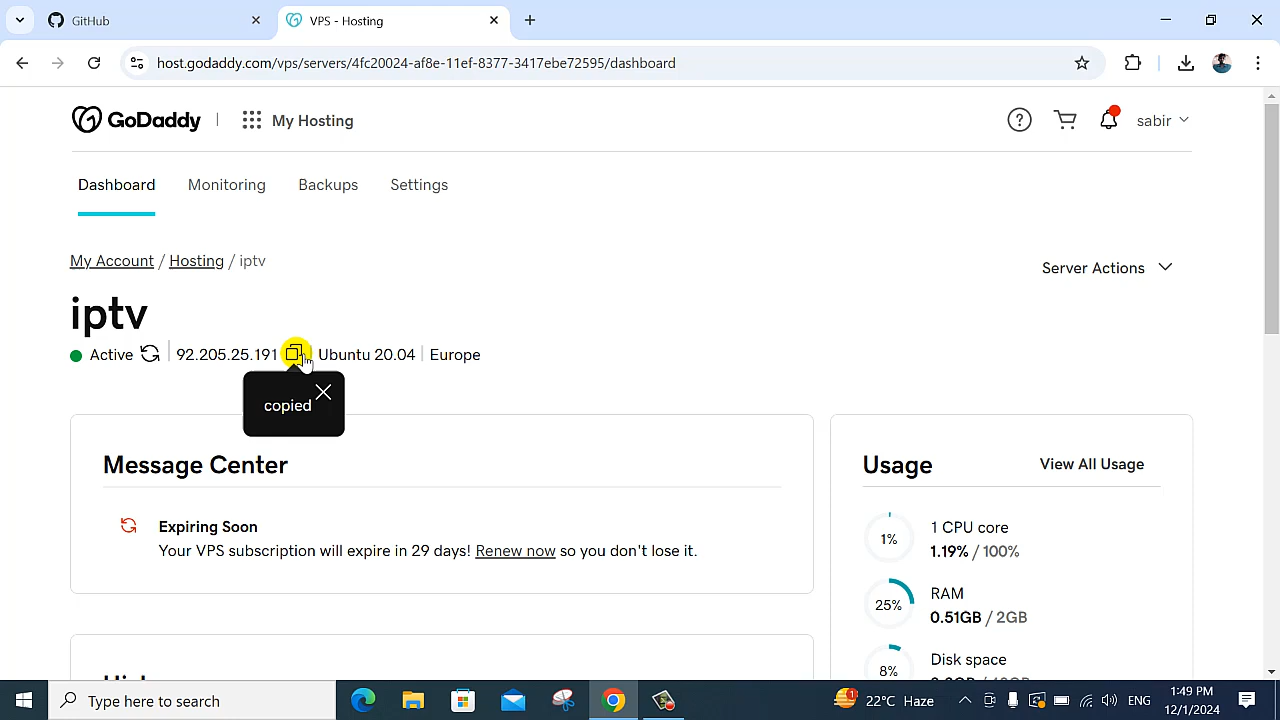 GitHub
VPS - Hosting
host.godaddy.com/vps/servers/4fc20024-af8e-11ef-8377-3417ebe72595/dashboard
GoDaddy
My Hosting
sabir
Dashboard
Monitoring
Backups
Settings
My Account / Hosting / iptv
Server Actions
iptv
Active
92.205.25.191
Ubuntu 20.04
Europe
copied
Message Center
Expiring Soon
Your VPS subscription will expire in 29 days! Renew now so you don't lose it.
Usage
View All Usage
1%
1 CPU core
1.19% / 100%
25%
RAM
0.51GB / 2GB
8%
Disk space
Type here to search
1
22°C Haze
ENG
1:49 PM
12/1/2024